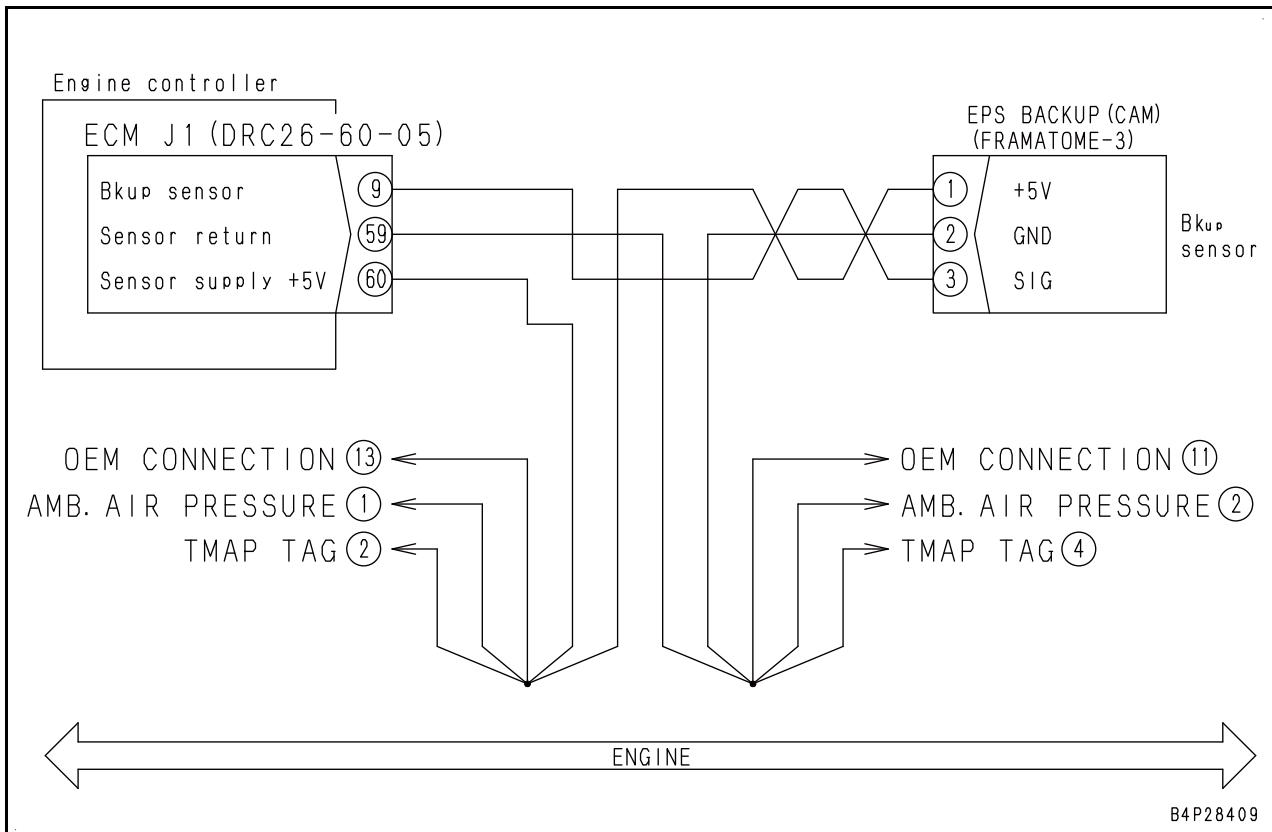 Engine controller
ECM J1 (DRC26-60-05)
Bkup sensor 9
Sensor return 59
Sensor supply +5V 60
EPS BACKUP (CAM)
(FRAMATOME-3)
1 +5V
2 GND
3 SIG
Bkup
sensor
OEM CONNECTION 13
AMB. AIR PRESSURE 1
TMAP TAG 2
OEM CONNECTION 11
AMB. AIR PRESSURE 2
TMAP TAG 4
ENGINE
B4P28409